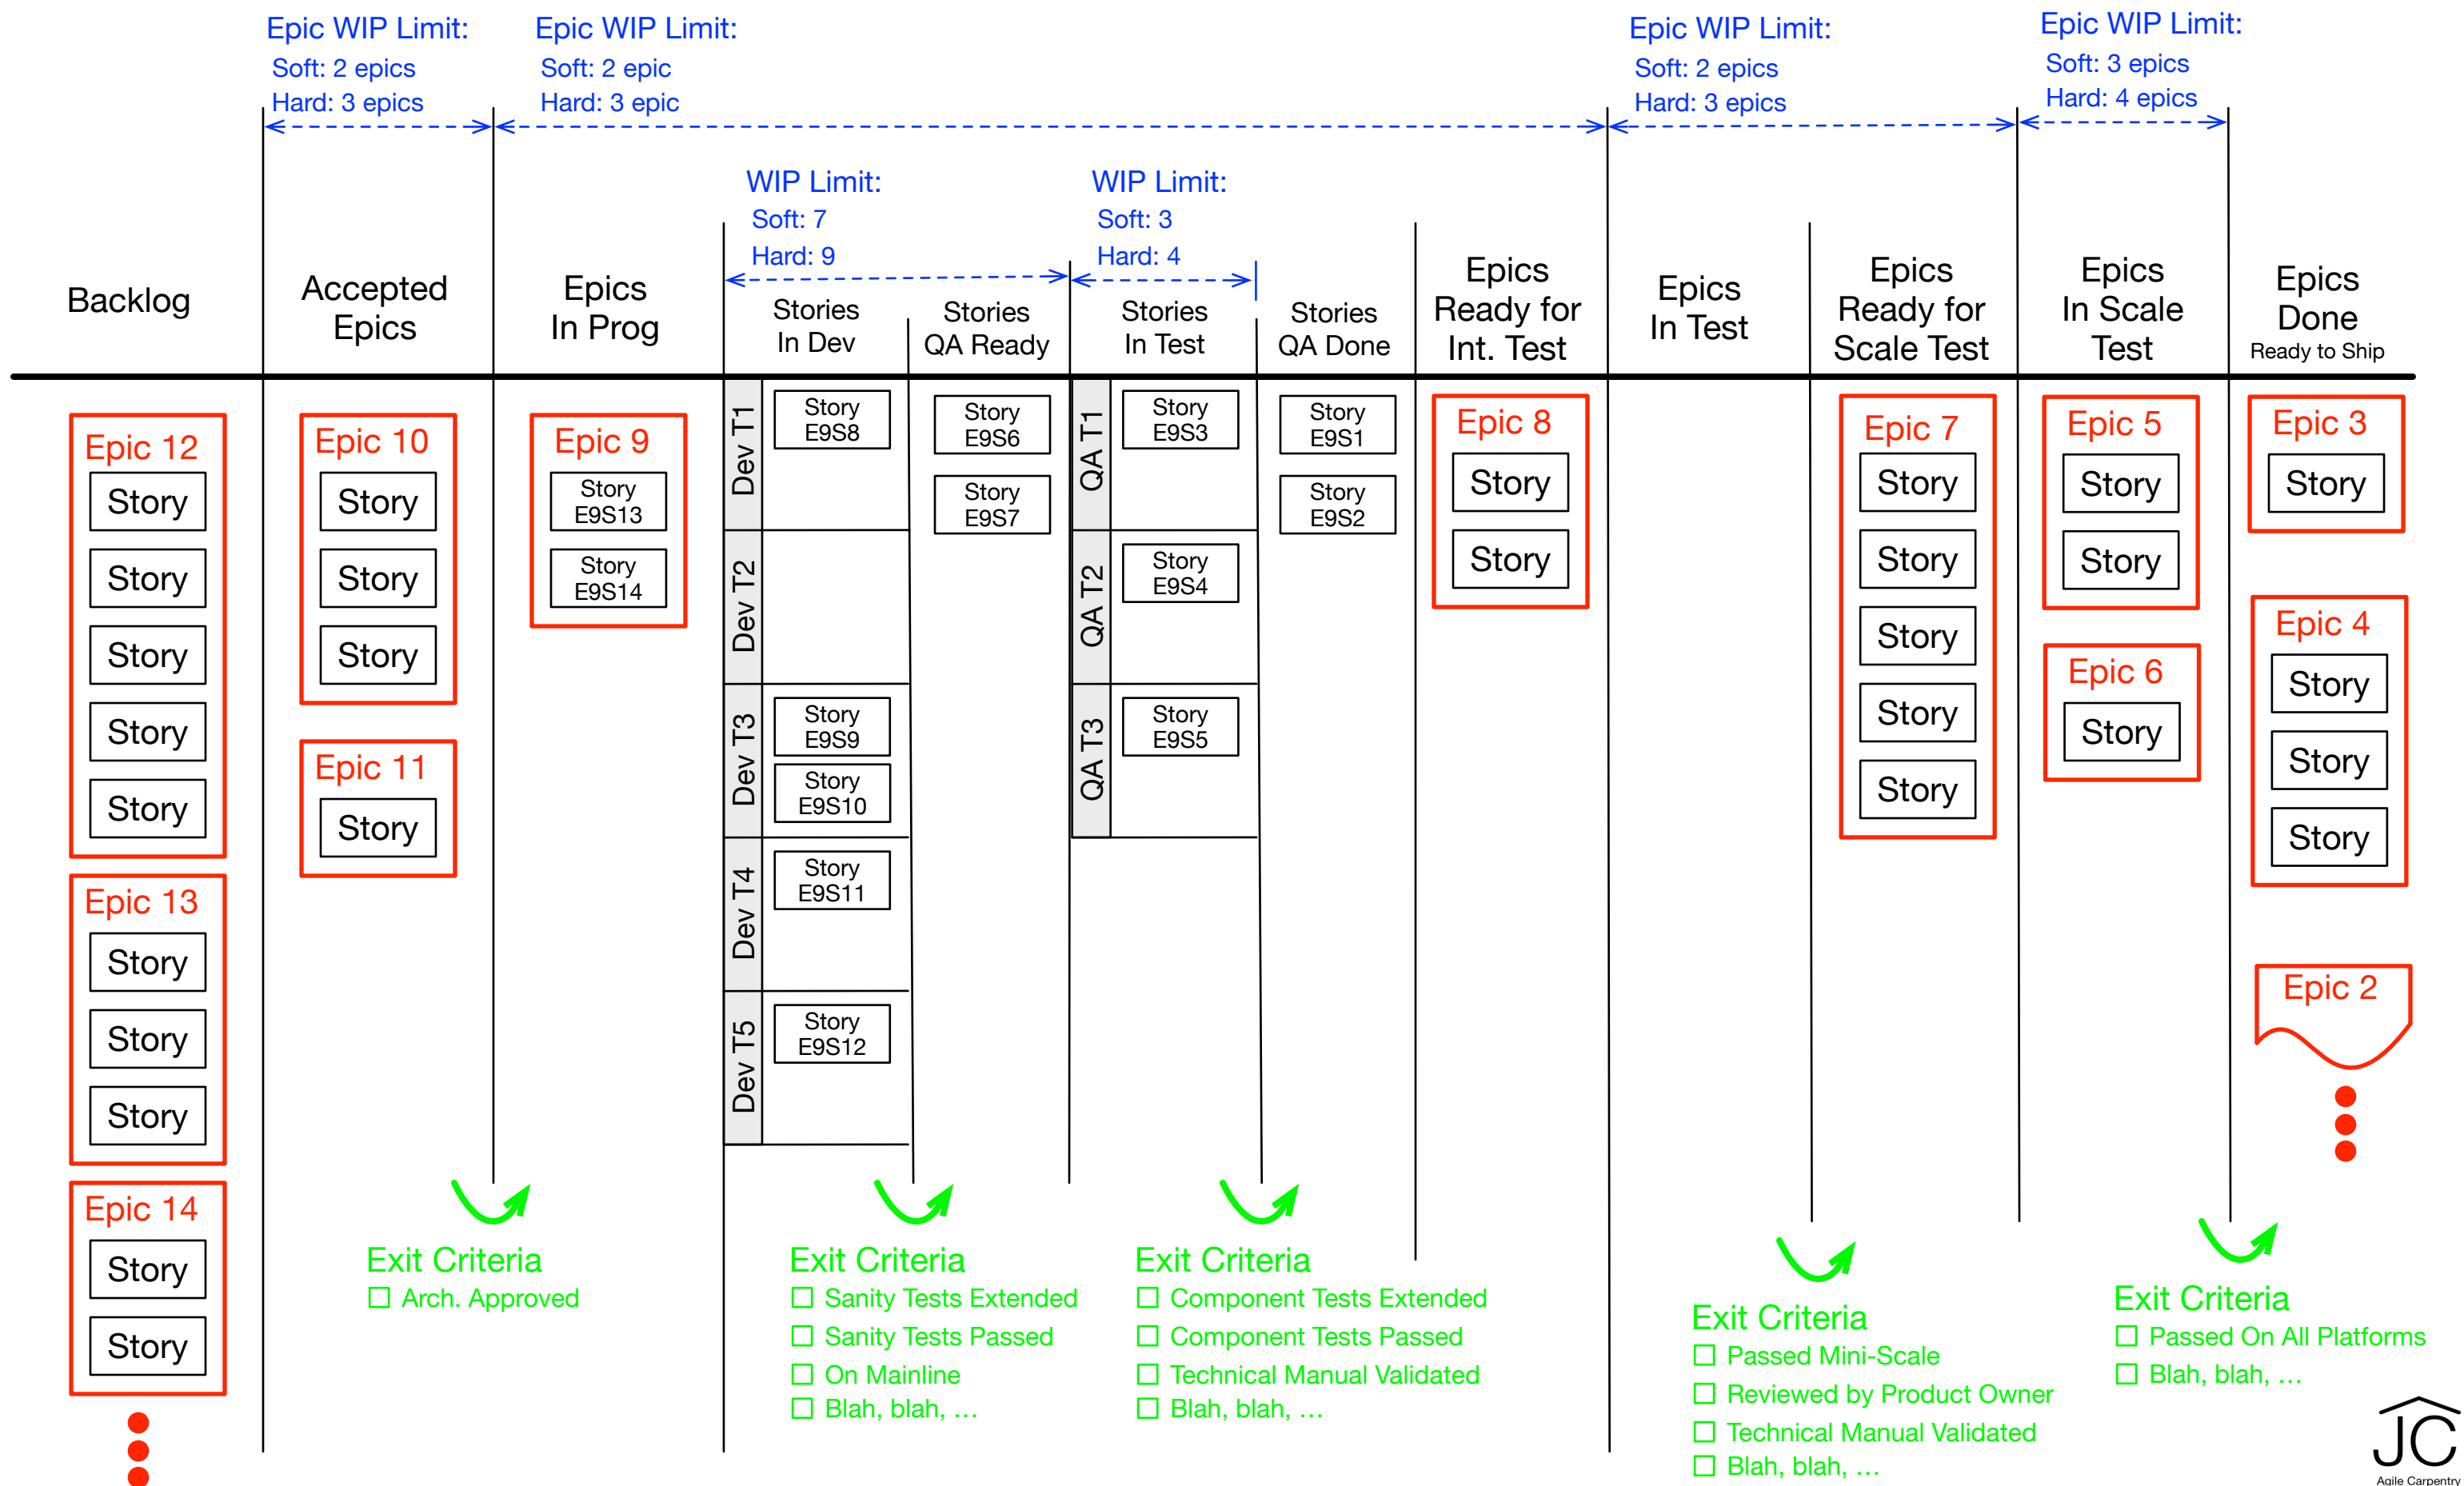 Epic WIP Limit:
Soft: 2 epics
Hard: 3 epics
Epic WIP Limit:
Soft: 2 epic
Hard: 3 epic
Epic WIP Limit:
Soft: 2 epics
Hard: 3 epics
Epic WIP Limit:
Soft: 3 epics
Hard: 4 epics
WIP Limit:
Soft: 7
Hard: 9
WIP Limit:
Soft: 3
Hard: 4
Backlog
Accepted
Epics
Epics
In Prog
Stories
In Dev
Stories
QA Ready
Stories
In Test
Stories
QA Done
Epics
Ready for
Int. Test
Epics
In Test
Epics
Ready for
Scale Test
Epics
In Scale
Test
Epics
Done
Ready to Ship
Epic 12
Story
Story
Story
Story
Story
Epic 13
Story
Story
Story
Epic 14
Story
Story
Epic 10
Story
Story
Story
Epic 11
Story
Epic 9
Story
E9S13
Story
E9S14
Dev T1
Story
E9S8
Dev T2
Dev T3
Story
E9S9
Story
E9S10
Dev T4
Story
E9S11
Dev T5
Story
E9S12
Story
E9S6
Story
E9S7
QA T1
Story
E9S3
QA T2
Story
E9S4
QA T3
Story
E9S5
Story
E9S1
Story
E9S2
Epic 8
Story
Story
Epic 7
Story
Story
Story
Story
Story
Epic 5
Story
Story
Epic 6
Story
Epic 3
Story
Epic 4
Story
Story
Story
Epic 2
Exit Criteria
Arch. Approved
Exit Criteria
Sanity Tests Extended
Sanity Tests Passed
On Mainline
Blah, blah, …
Exit Criteria
Component Tests Extended
Component Tests Passed
Technical Manual Validated
Blah, blah, …
Exit Criteria
Passed Mini-Scale
Reviewed by Product Owner
Technical Manual Validated
Blah, blah, …
Exit Criteria
Passed On All Platforms
Blah, blah, …
JC
Agile Carpentry